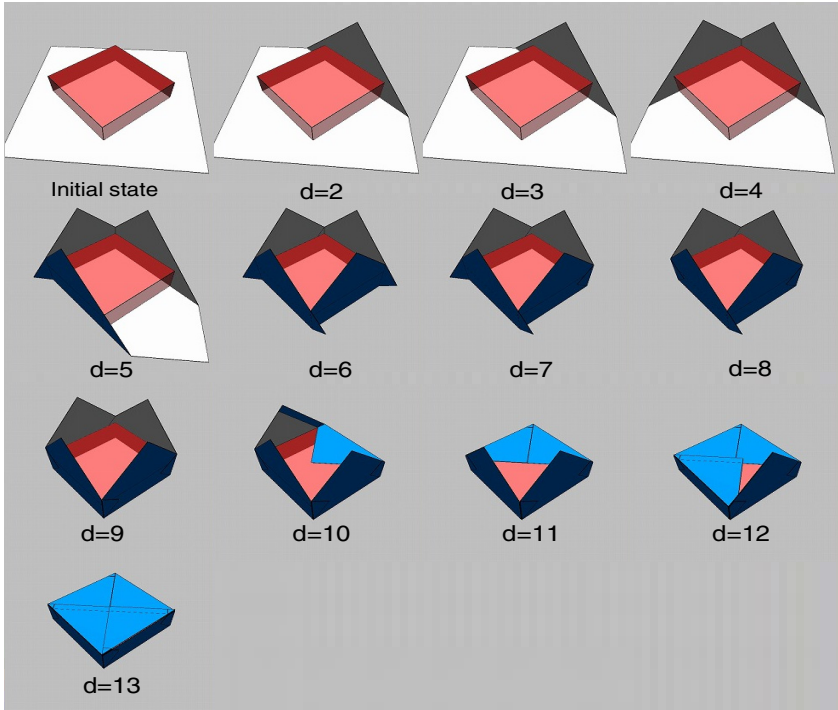 Initial state
d=2
d=3
d=4
d=5
d=6
d=7
d=8
d=9
d=10
d=11
d=12
d=13